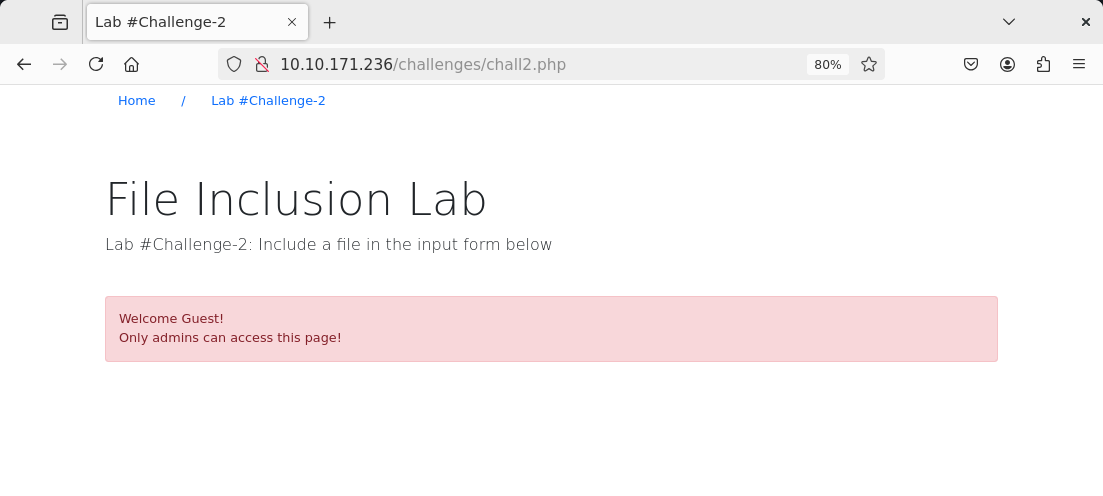 Lab #Challenge-2
10.10.171.236/challenges/chall2.php
80%
Home / Lab #Challenge-2
File Inclusion Lab
Lab #Challenge-2: Include a file in the input form below
Welcome Guest!
Only admins can access this page!